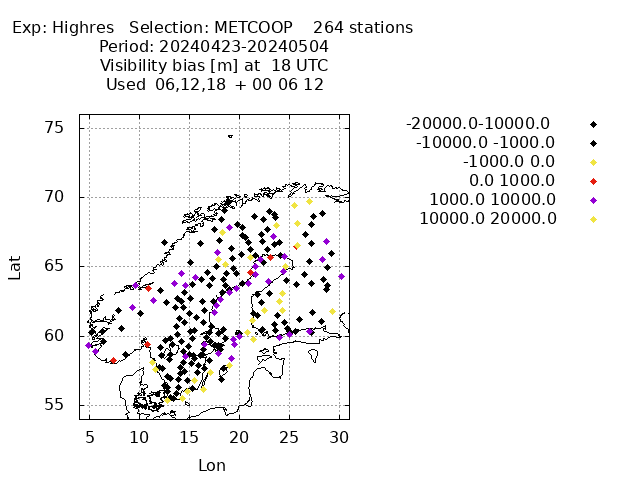 Exp: Highres   Selection: METCOOP    264 stations
Period: 20240423-20240504
Visibility bias [m] at  18 UTC
Used  06,12,18  + 00 06 12
-20000.0-10000.0
-10000.0 -1000.0
-1000.0 0.0
0.0 1000.0
1000.0 10000.0
10000.0 20000.0
75
70
65
60
55
Lat
5 10 15 20 25 30
Lon